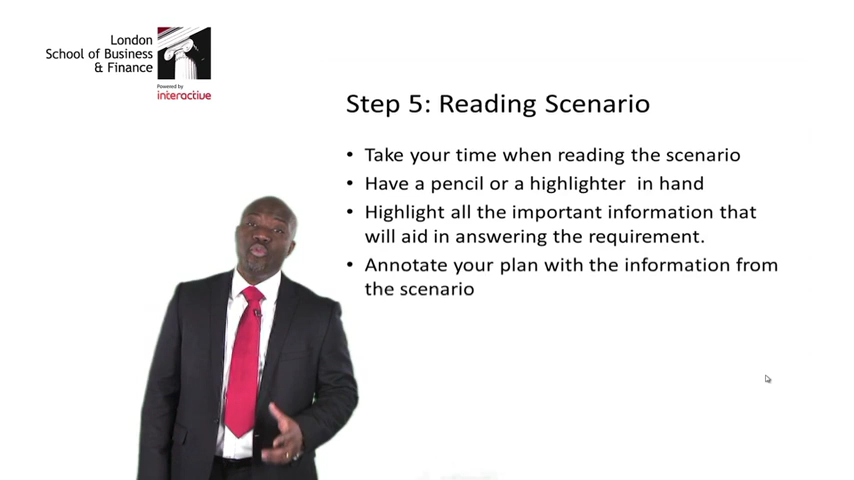 London
School of Business
& Finance
Powered by
interactive
Step 5: Reading Scenario
• Take your time when reading the scenario
• Have a pencil or a highlighter in hand
• Highlight all the important information that
will aid in answering the requirement.
• Annotate your plan with the information from
the scenario